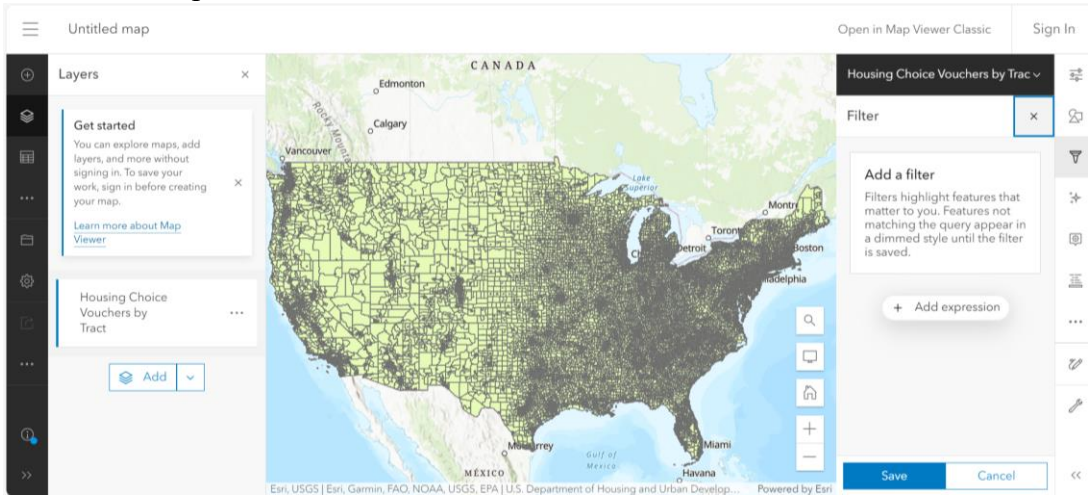 Untitled map
Open in Map Viewer Classic
Sign In
Layers
Get started
You can explore maps, add
layers, and more without
signing in. To save your
work, sign in before creating
your map.
Learn more about Map
Viewer
Housing Choice
Vouchers by
Tract
Add
CANADA
Edmonton
Calgary
Rocky Mounta
Vancouver
Lake
Superior
Montr
Toront
Detroit
Ch
Boston
iladelphia
Miami
Gulf of
Mexico
Monterrey
MÉXICO
Havana
Esri, USGS | Esri, Garmin, FAO, NOAA, USGS, EPA | U.S. Department of Housing and Urban Develop...
Powered by Esri
Housing Choice Vouchers by Trac
Filter
Add a filter
Filters highlight features that
matter to you. Features not
matching the query appear in
a dimmed style until the filter
is saved.
+ Add expression
Save
Cancel